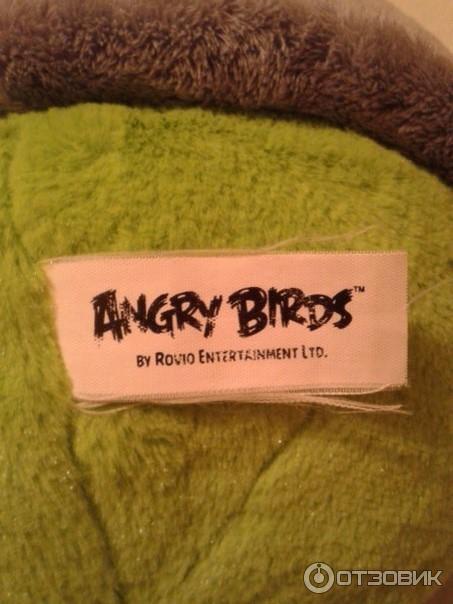 ANGRY BIRDS™
BY ROVIO ENTERTAINMENT LTD.
ОТЗОВИК